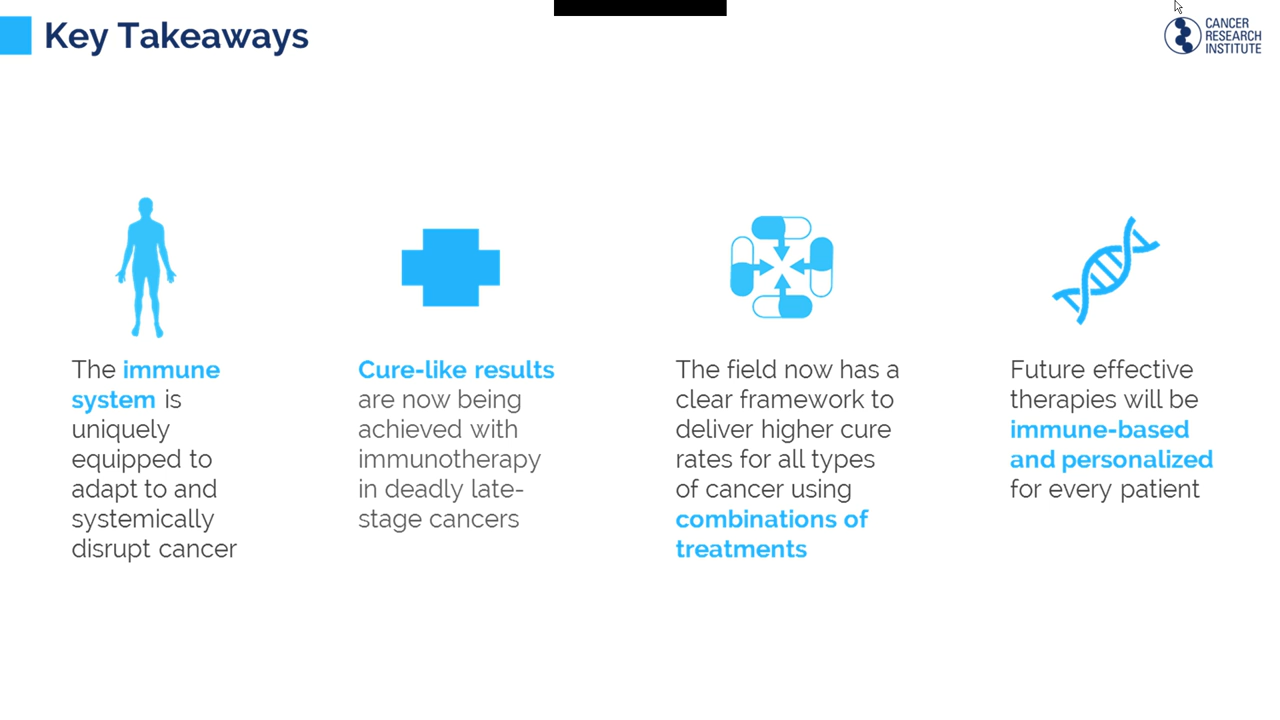 Key Takeaways
CANCER
RESEARCH
INSTITUTE
The immune
system is
uniquely
equipped to
adapt to and
systemically
disrupt cancer
Cure-like results
are now being
achieved with
immunotherapy
in deadly late-
stage cancers
The field now has a
clear framework to
deliver higher cure
rates for all types
of cancer using
combinations of
treatments
Future effective
therapies will be
immune-based
and personalized
for every patient